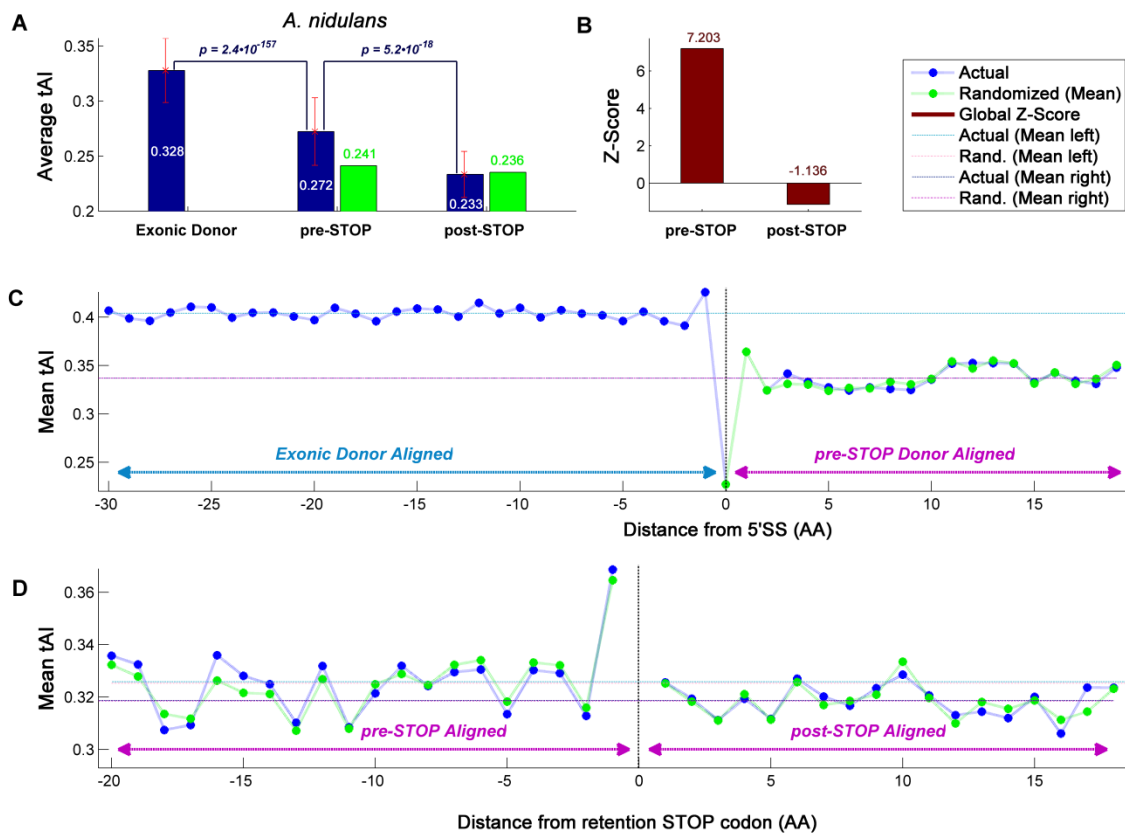 A
A. nidulans
Average tAI
0.35
0.3
0.25
0.2
p = 2.4•10-157
p = 5.2•10-18
0.328
0.272
0.241
0.233
0.236
Exonic Donor
pre-STOP
post-STOP
B
Z-Score
6
4
2
0
7.203
-1.136
pre-STOP
post-STOP
Actual
Randomized (Mean)
Global Z-Score
Actual (Mean left)
Rand. (Mean left)
Actual (Mean right)
Rand. (Mean right)
C
Mean tAI
0.4
0.35
0.3
0.25
Exonic Donor Aligned
pre-STOP Donor Aligned
-30 -25 -20 -15 -10 -5 0 5 10 15
Distance from 5'SS (AA)
D
Mean tAI
0.36
0.34
0.32
0.3
pre-STOP Aligned
post-STOP Aligned
-20 -15 -10 -5 0 5 10 15
Distance from retention STOP codon (AA)